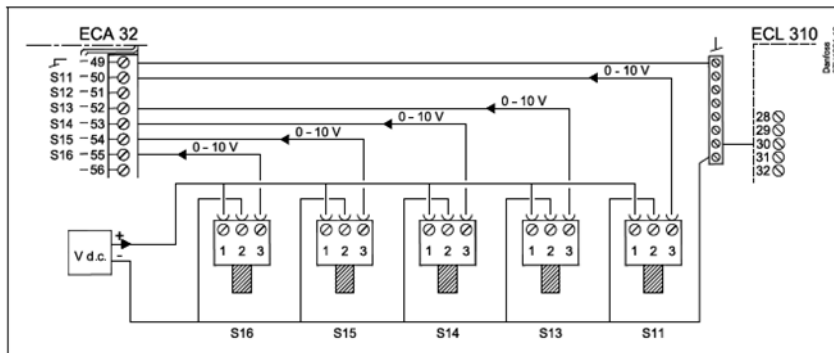 ECA 32
ECL 310
49
S11 50
S12 51
S13 52
S14 53
S15 54
S16 55
56
0 - 10 V
0 - 10 V
0 - 10 V
0 - 10 V
0 - 10 V
28
29
30
31
32
Danfoss
V d.c.
+
-
1 2 3
1 2 3
1 2 3
1 2 3
1 2 3
S16 S15 S14 S13 S11